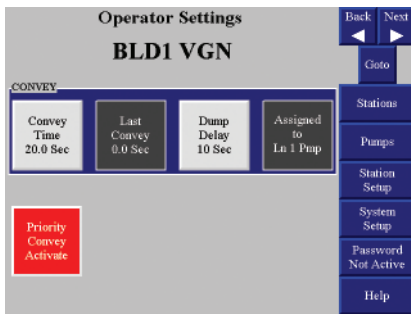 Operator Settings
BLD1 VGN
Back Next
Goto
CONVEY
Convey
Time
20.0 Sec
Last
Convey
0.0 Sec
Dump
Delay
10 Sec
Assigned
to
Ln 1 Pmp
Priority
Convey
Activate
Stations
Pumps
Station
Setup
System
Setup
Password
Not Active
Help